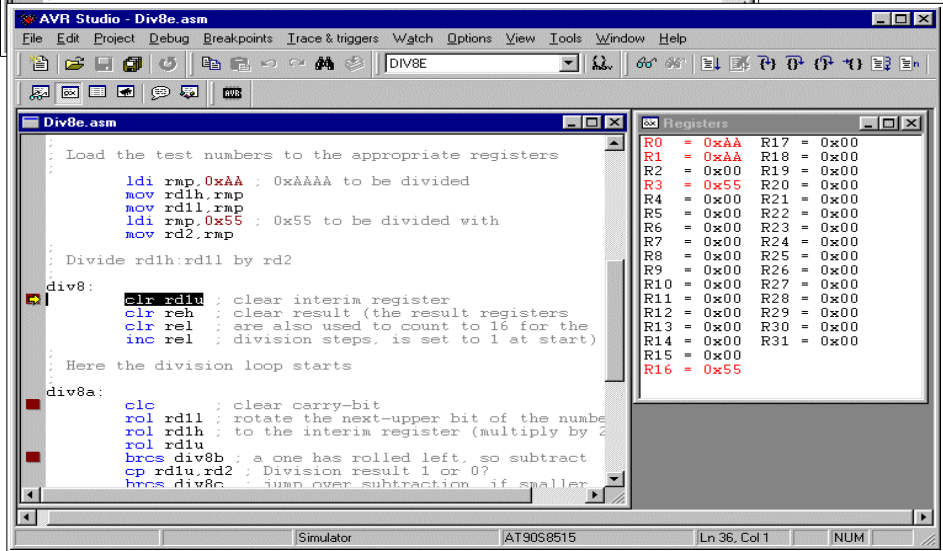 AVR Studio - Div8e.asm
File Edit Project Debug Breakpoints Trace & triggers Watch Options View Tools Window Help
DIV8E
AVR
Div8e.asm
;
; Load the test numbers to the appropriate registers
;
ldi rmp,0xAA ; 0xAAAA to be divided
mov rd1h,rmp
mov rd1l,rmp
ldi rmp,0x55 ; 0x55 to be divided with
mov rd2,rmp
;
; Divide rd1h:rd1l by rd2
;
div8:
clr rd1u ; clear interim register
clr reh ; clear result (the result registers
clr rel ; are also used to count to 16 for the
inc rel ; division steps, is set to 1 at start)
;
; Here the division loop starts
;
div8a:
clc ; clear carry-bit
rol rd1l ; rotate the next-upper bit of the numbe
rol rd1h ; to the interim register (multiply by 2
rol rd1u
brcs div8b ; a one has rolled left, so subtract
cp rd1u,rd2 ; Division result 1 or 0?
brcs div8c ; jump over subtraction, if smaller
Registers
R0 = 0xAA R17 = 0x00
R1 = 0xAA R18 = 0x00
R2 = 0x00 R19 = 0x00
R3 = 0x55 R20 = 0x00
R4 = 0x00 R21 = 0x00
R5 = 0x00 R22 = 0x00
R6 = 0x00 R23 = 0x00
R7 = 0x00 R24 = 0x00
R8 = 0x00 R25 = 0x00
R9 = 0x00 R26 = 0x00
R10 = 0x00 R27 = 0x00
R11 = 0x00 R28 = 0x00
R12 = 0x00 R29 = 0x00
R13 = 0x00 R30 = 0x00
R14 = 0x00 R31 = 0x00
R15 = 0x00
R16 = 0x55
Simulator AT90S8515 Ln 36, Col 1 NUM